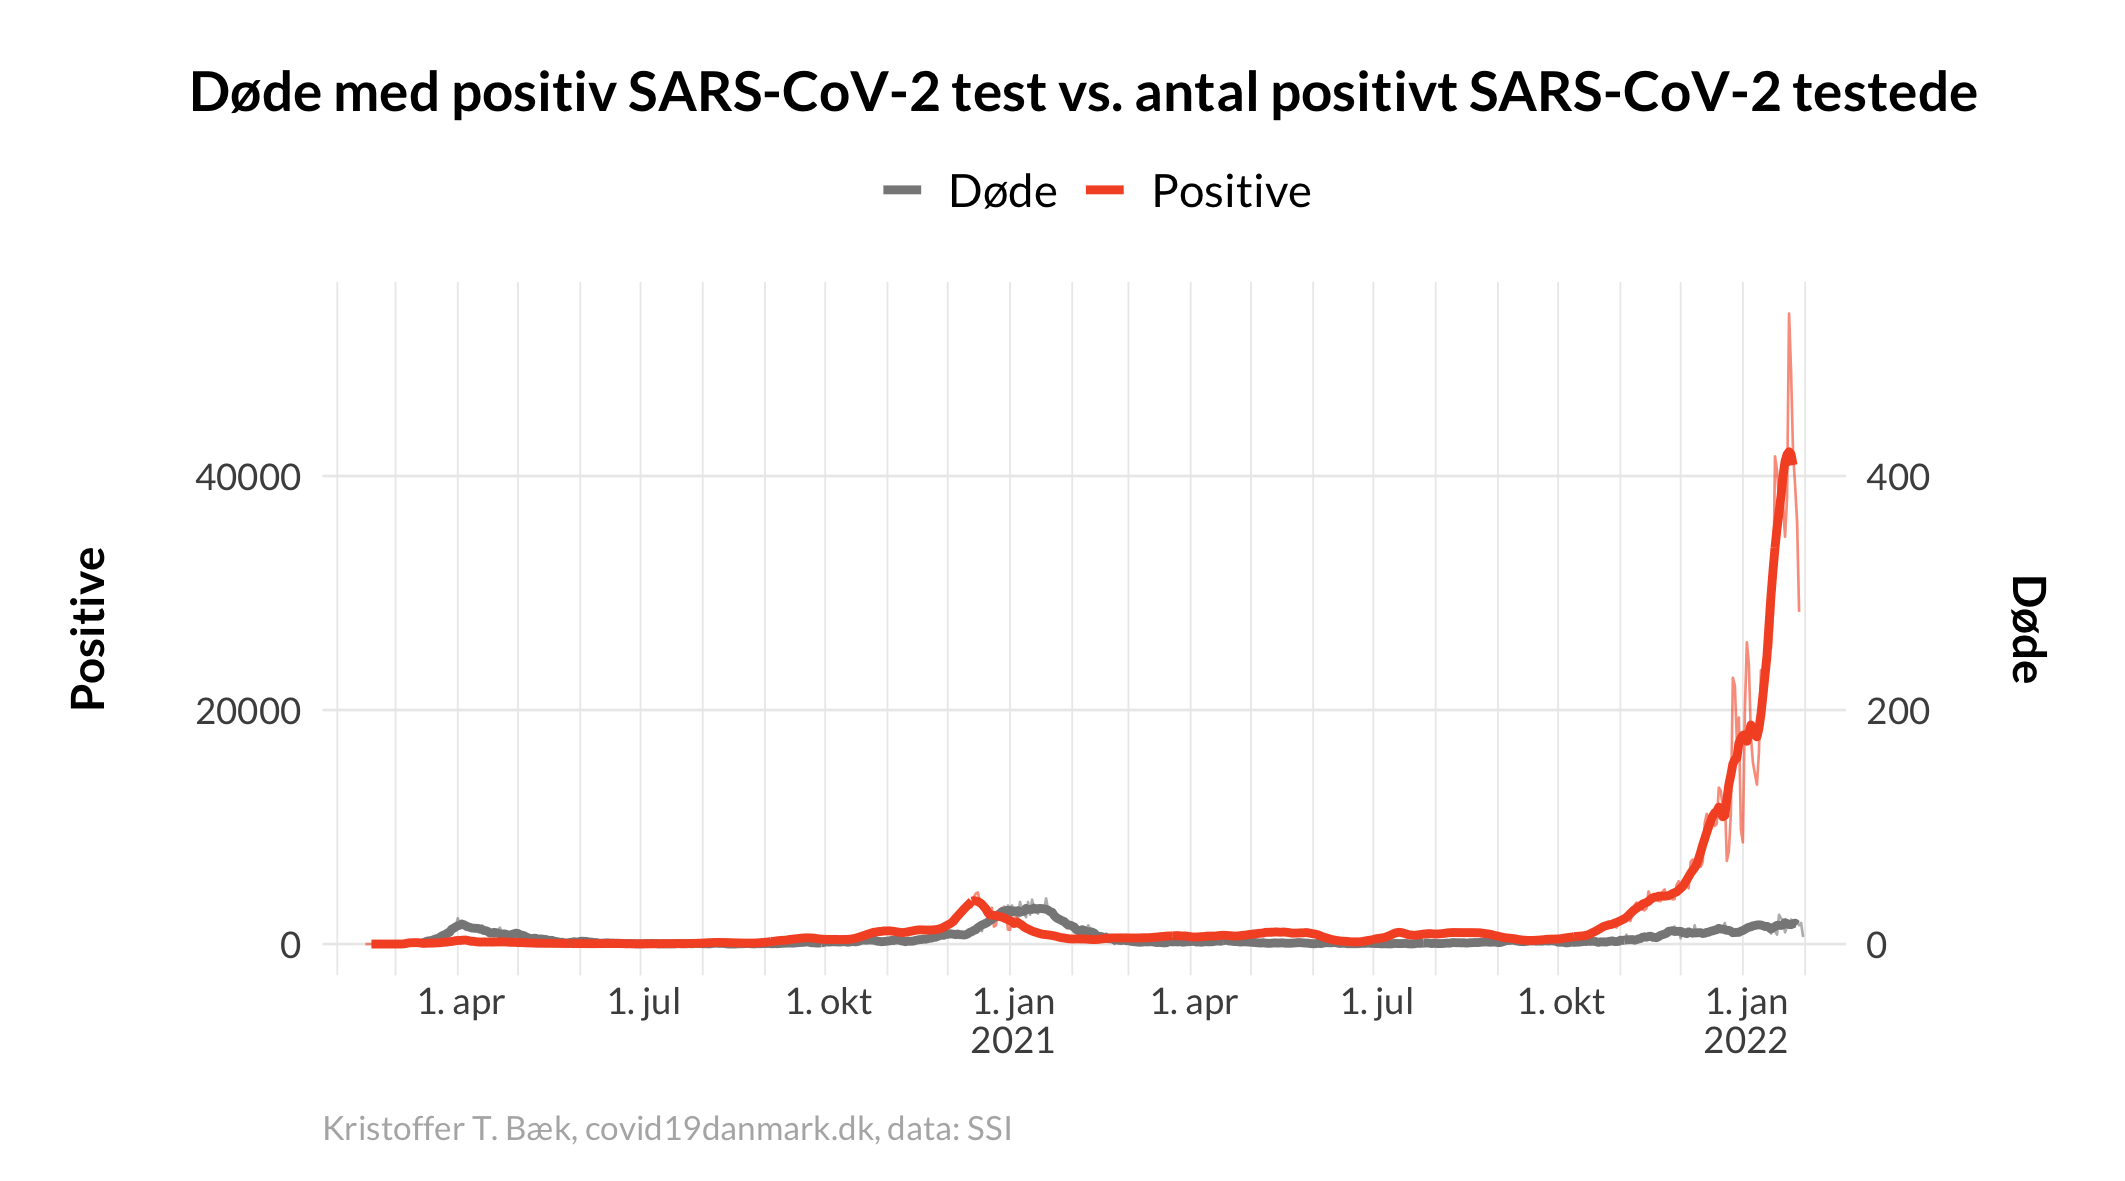 Døde med positiv SARS-CoV-2 test vs. antal positivt SARS-CoV-2 testede
Døde Positive
40000 400
20000 200
0 0
Positive
Døde
1. apr 1. jul 1. okt 1. jan 1. apr 1. jul 1. okt 1. jan
2021 2022
Kristoffer T. Bæk, covid19danmark.dk, data: SSI